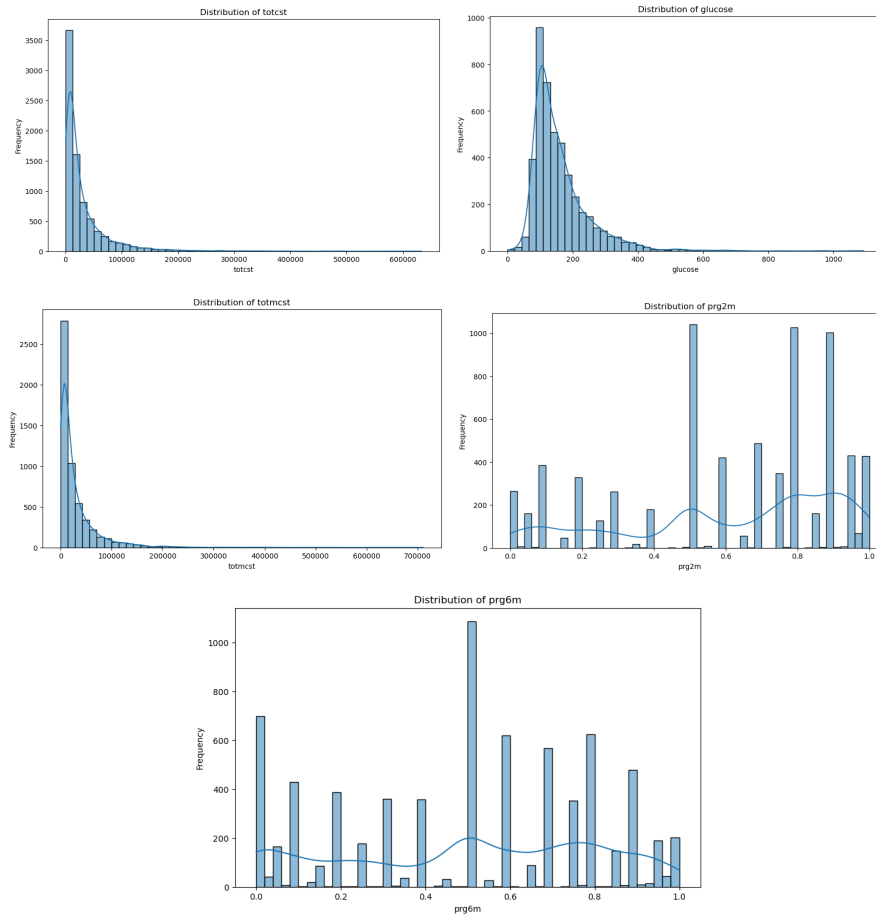 Distribution of totcst
Frequency
3500
3000
2500
2000
1500
1000
500
0
0 100000 200000 300000 400000 500000 600000
totcst
Distribution of glucose
Frequency
1000
800
600
400
200
0
0 200 400 600 800 1000
glucose
Distribution of totmcst
Frequency
2500
2000
1500
1000
500
0
0 100000 200000 300000 400000 500000 600000 700000
totmcst
Distribution of prg2m
Frequency
1000
800
600
400
200
0
0.0 0.2 0.4 0.6 0.8 1.0
prg2m
Distribution of prg6m
Frequency
1000
800
600
400
200
0
0.0 0.2 0.4 0.6 0.8 1.0
prg6m